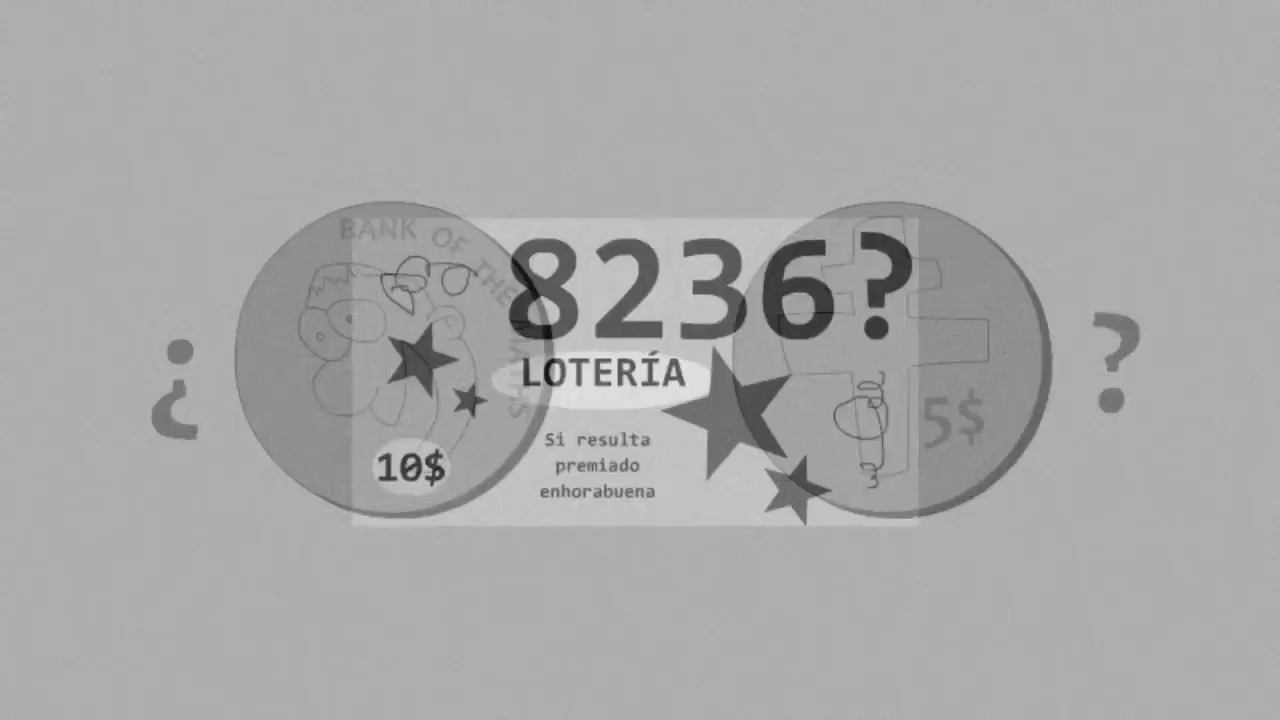 BANK OF THE
8236?
LOTERÍA
¿
?
5$
Si resulta
premiado
enhorabuena
10$